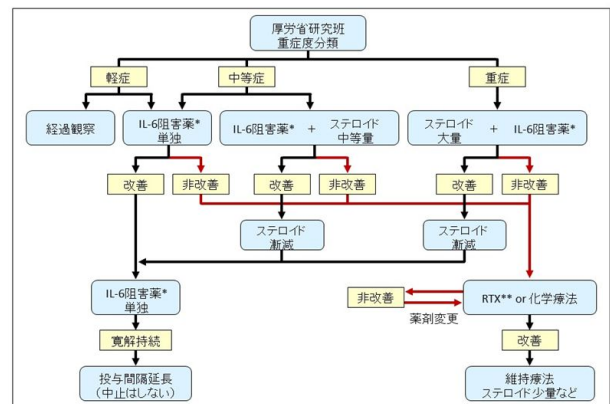 厚労省研究班
重症度分類
軽症
中等症
重症
経過観察
IL-6阻害薬*
単独
IL-6阻害薬* + ステロイド
中等量
ステロイド + IL-6阻害薬*
大量
改善
非改善
改善
非改善
改善
非改善
ステロイド
漸減
ステロイド
漸減
IL-6阻害薬*
単独
非改善
薬剤変更
RTX** or 化学療法
寛解持続
改善
投与間隔延長
(中止はしない)
維持療法
ステロイド少量など